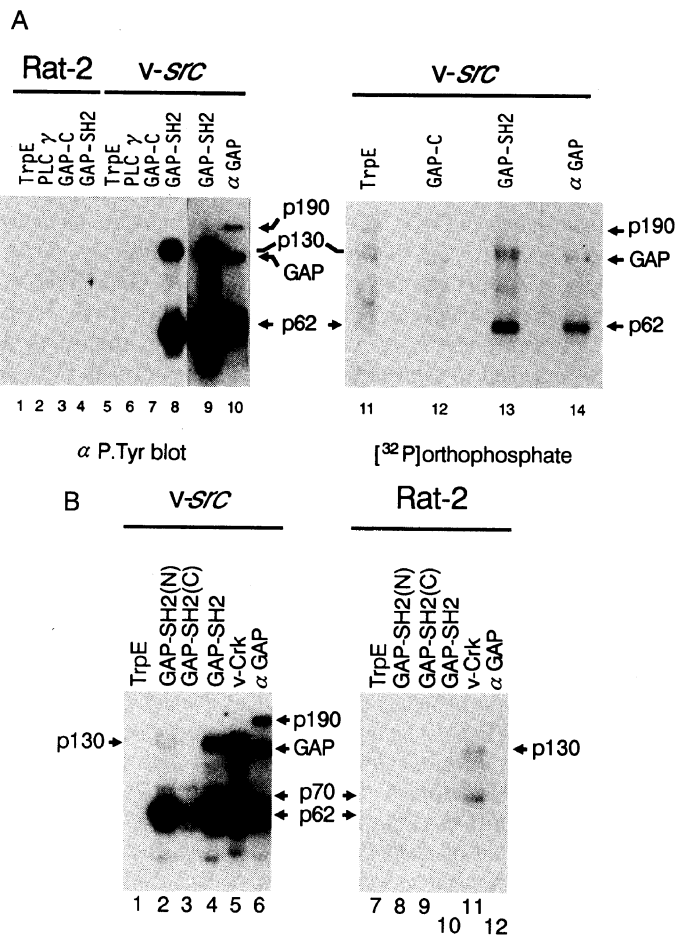 A
Rat-2 v-src v-src
TrpE PLC γ GAP-C GAP-SH2 TrpE PLC γ GAP-C GAP-SH2 GAP-SH2 α GAP
TrpE GAP-C GAP-SH2 α GAP
p190 p190
p130
GAP GAP
p62 p62
1 2 3 4 5 6 7 8 9 10 11 12 13 14
α P.Tyr blot [³²P]orthophosphate
B
v-src Rat-2
TrpE GAP-SH2(N) GAP-SH2(C) GAP-SH2 v-Crk α GAP
TrpE GAP-SH2(N) GAP-SH2(C) GAP-SH2 v-Crk α GAP
p190
p130 GAP p130
p70
p62
1 2 3 4 5 6 7 8 9 10 11 12